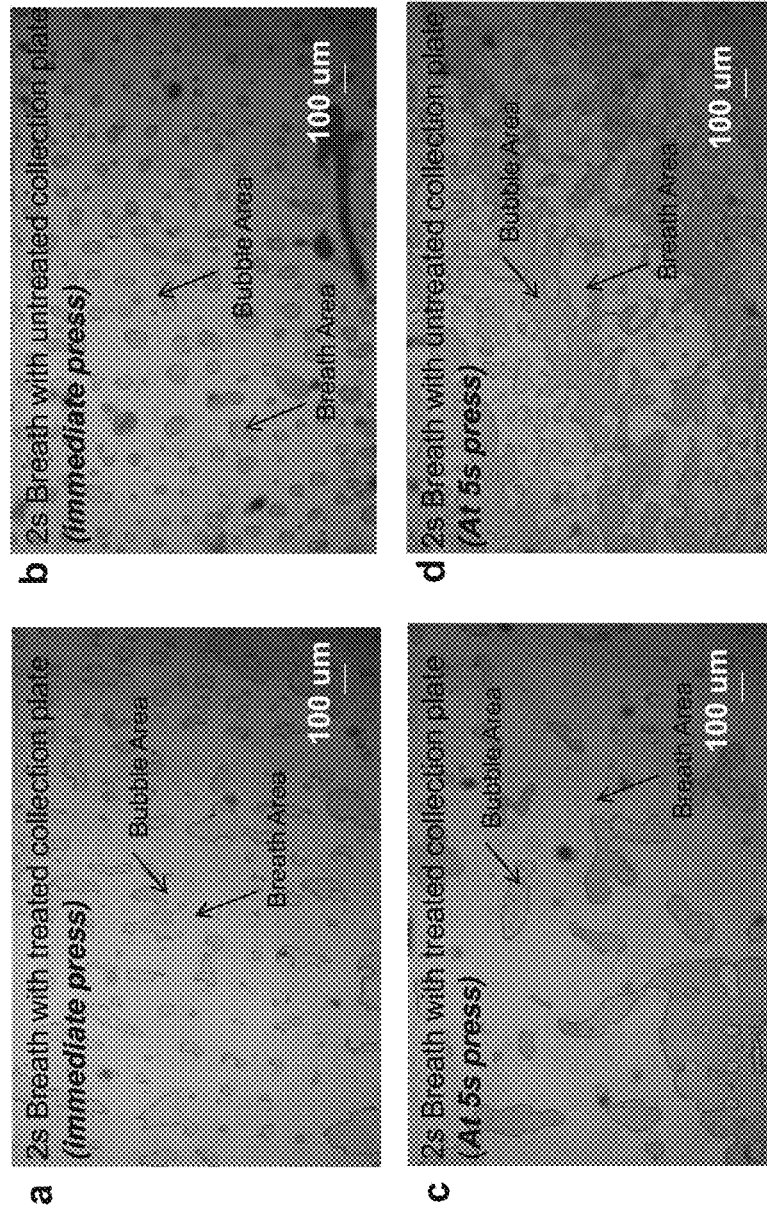 a
2s Breath with treated collection plate
(immediate press)
Bubble Area
Breath Area
100 um
b
2s Breath with untreated collection plate
(immediate press)
Bubble Area
Breath Area
100 um
c
2s Breath with treated collection plate
(At 5s press)
Bubble Area
Breath Area
100 um
d
2s Breath with untreated collection plate
(At 5s press)
Bubble Area
Breath Area
100 um